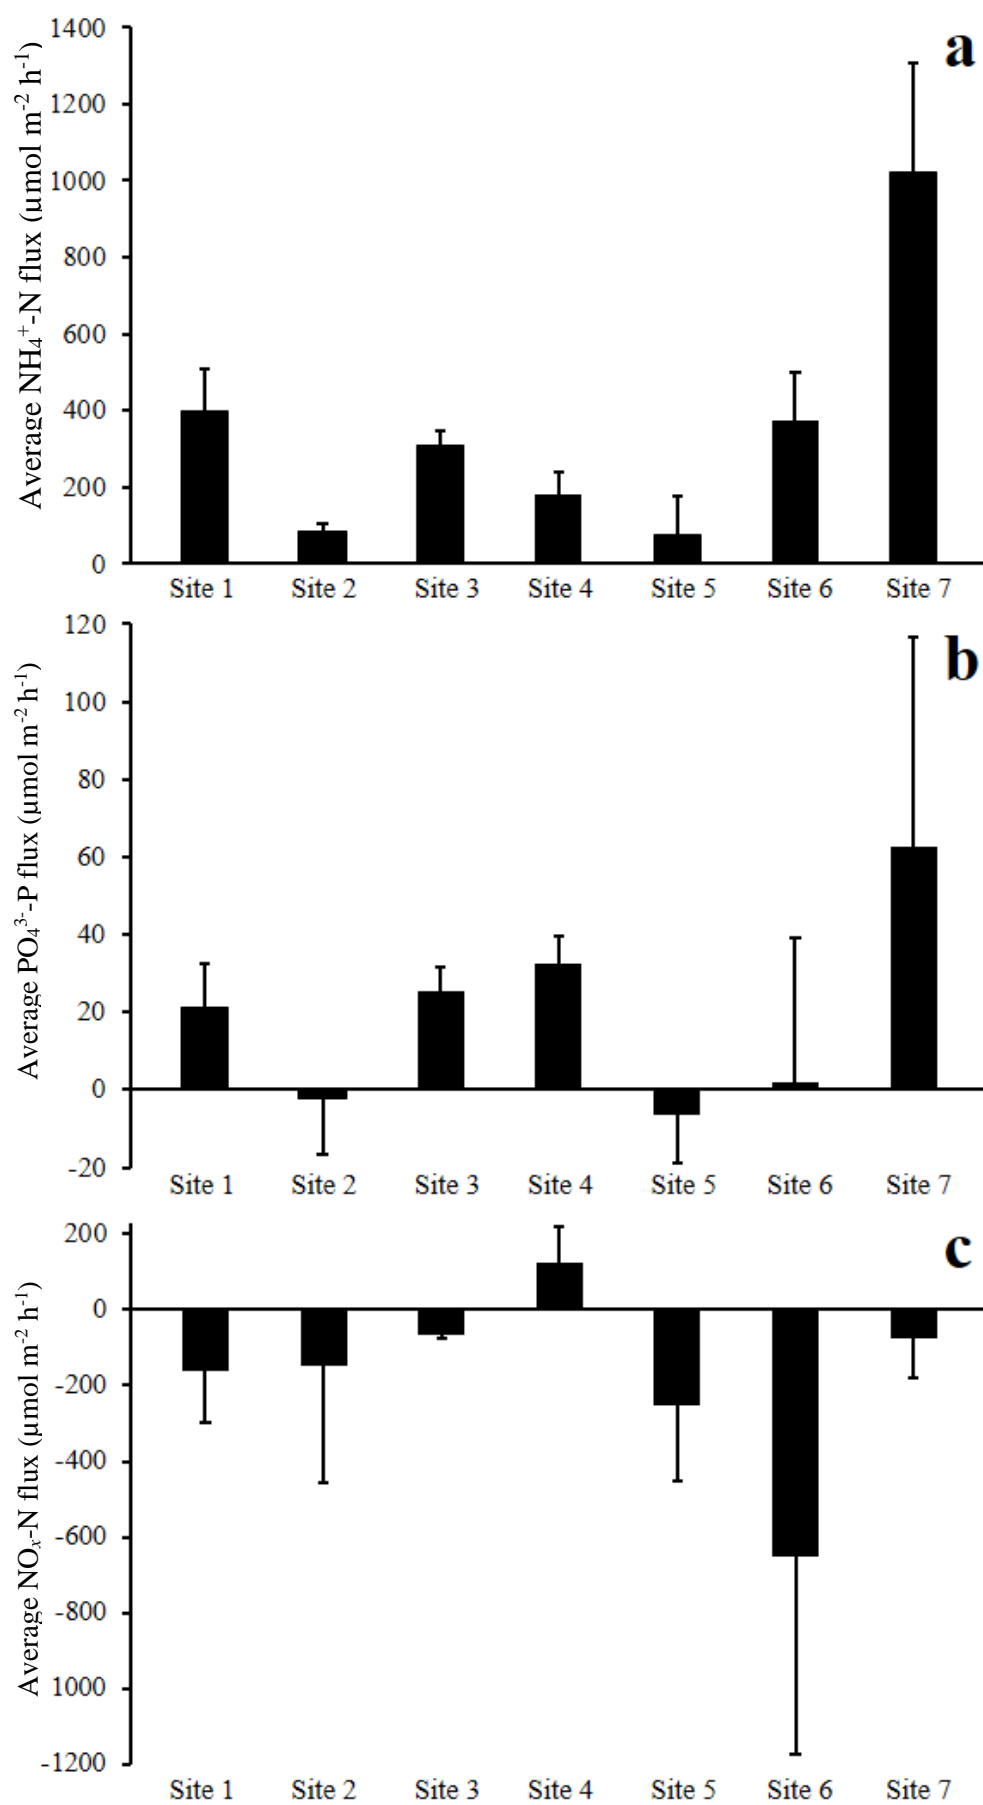 a
Average NH₄⁺-N flux (µmol m⁻² h⁻¹)
1400
1200
1000
800
600
400
200
0
Site 1 Site 2 Site 3 Site 4 Site 5 Site 6 Site 7
b
Average PO₄³⁻-P flux (µmol m⁻² h⁻¹)
120
100
80
60
40
20
0
-20
Site 1 Site 2 Site 3 Site 4 Site 5 Site 6 Site 7
c
Average NOₓ-N flux (µmol m⁻² h⁻¹)
200
0
-200
-400
-600
-800
1000
-1200
Site 1 Site 2 Site 3 Site 4 Site 5 Site 6 Site 7